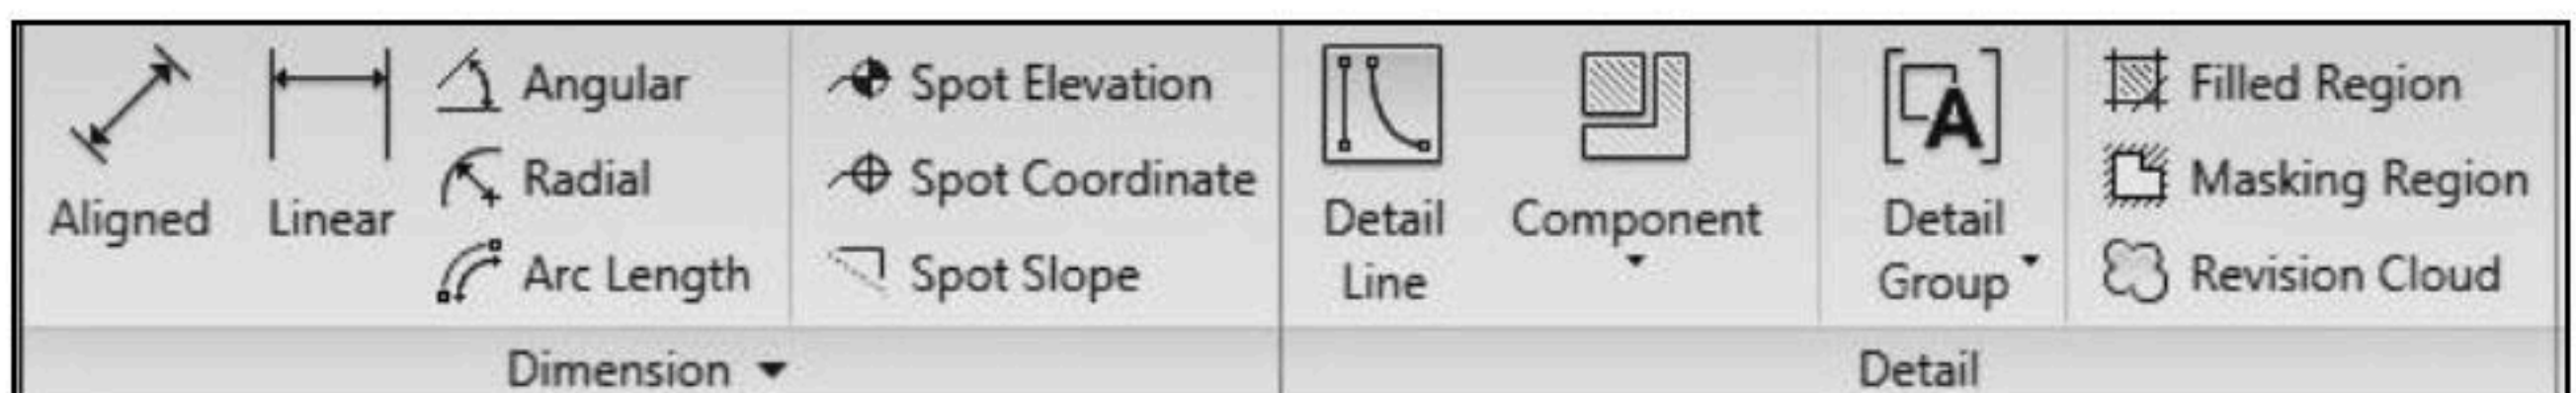 Aligned
Linear
Angular
Radial
Arc Length
Spot Elevation
Spot Coordinate
Spot Slope
Dimension
Detail
Line
Component
A
Detail
Group
Filled Region
Masking Region
Revision Cloud
Detail